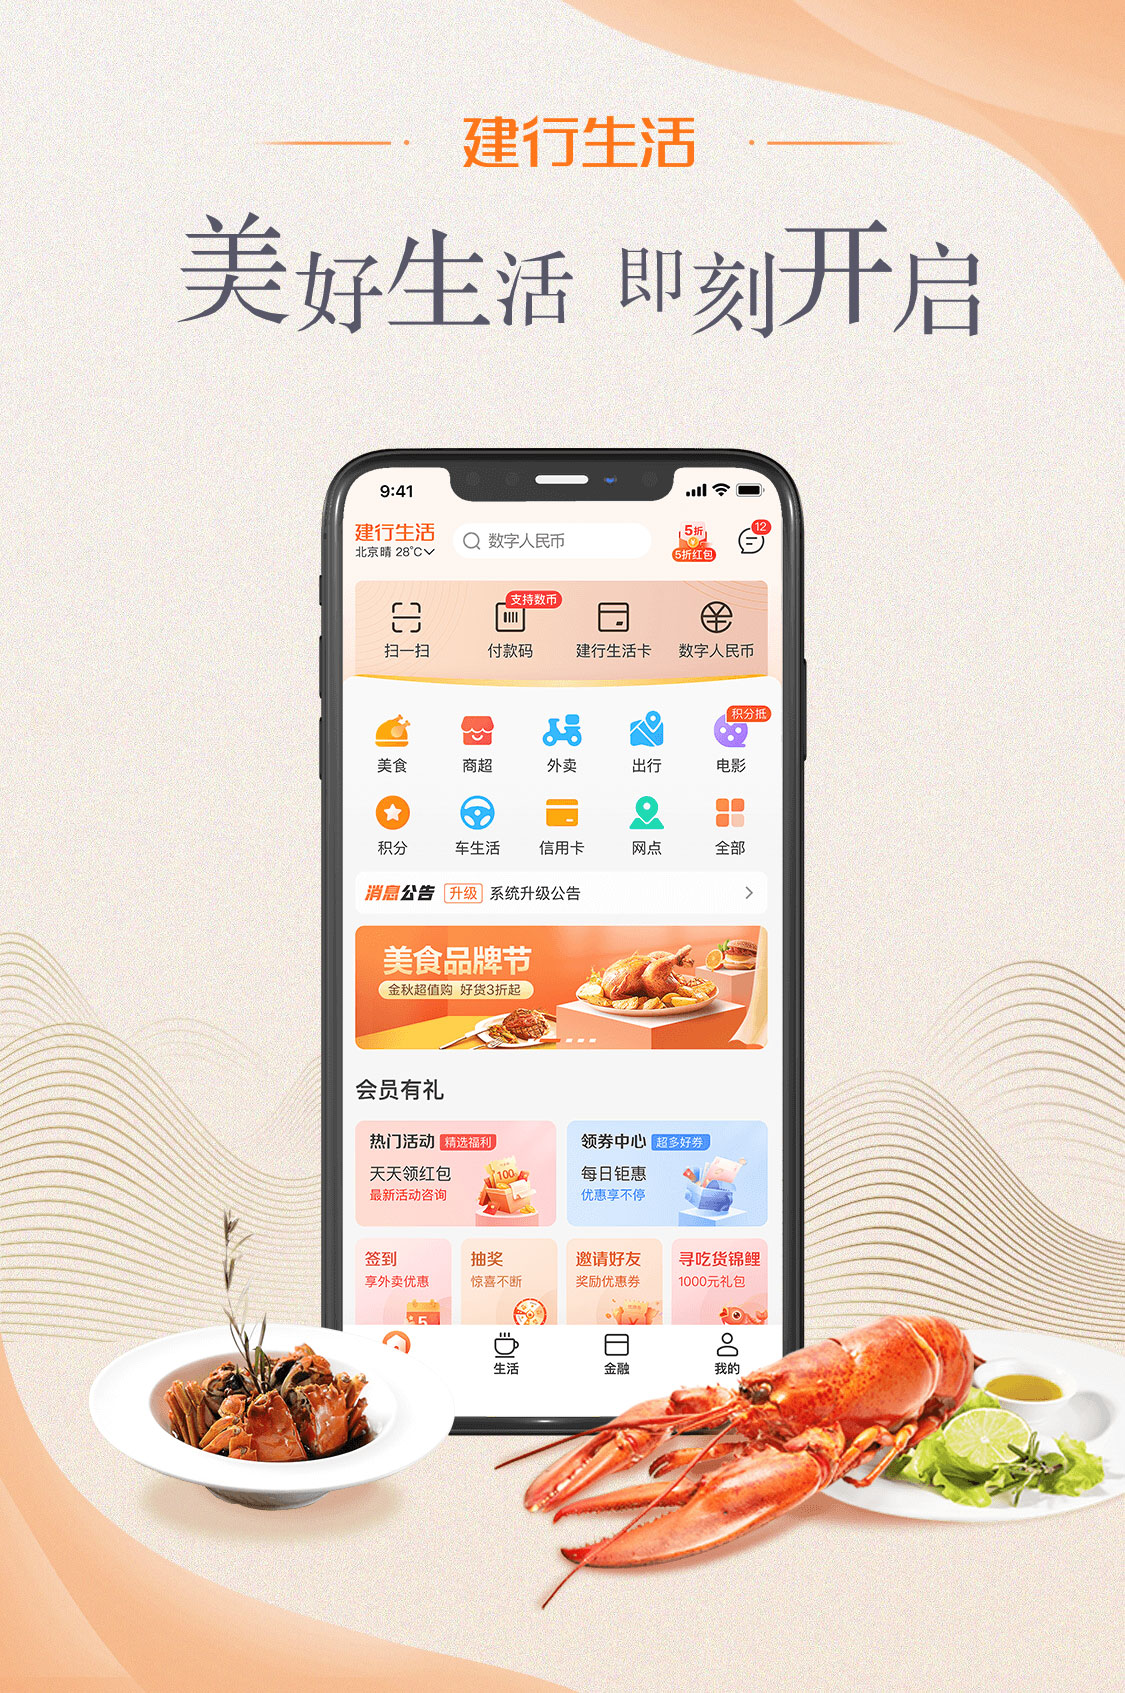 建行生活
美好生活 即刻开启
9:41
建行生活
北京晴 28°C
数字人民币
5折
5折红包
12
支持数币
扫一扫
付款码
建行生活卡
数字人民币
积分抵
美食
商超
外卖
出行
电影
积分
车生活
信用卡
网点
全部
消息公告 升级 系统升级公告
美食品牌节
金秋超值购 好货3折起
会员有礼
热门活动 精选福利
天天领红包
最新活动咨询
100
领券中心 超多好券
每日钜惠
优惠享不停
签到
享外卖优惠
5
抽奖
惊喜不断
邀请好友
奖励优惠券
寻吃货锦鲤
1000元礼包
生活
金融
我的